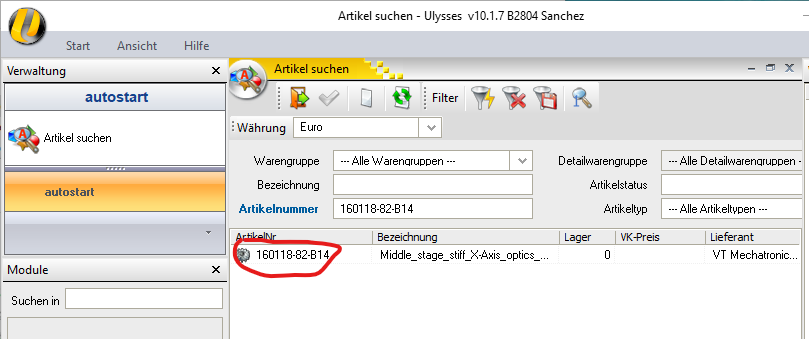 Artikel suchen - Ulysses v10.1.7 B2804 Sanchez
Start Ansicht Hilfe
Verwaltung
autostart
Artikel suchen
autostart
Module
Suchen in
Artikel suchen
Filter
Währung Euro
Warengruppe --- Alle Warengruppen --- Detailwarengruppe --- Alle Detailwarengruppen
Bezeichnung Artikelstatus
Artikelnummer 160118-82-B14 Artikeltyp --- Alle Artikeltypen ---
ArtikelNr Bezeichnung Lager VK-Preis Lieferant
160118-82-B14 Middle_stage_stiff_X-Axis_optics_... 0 VT Mechatronic...